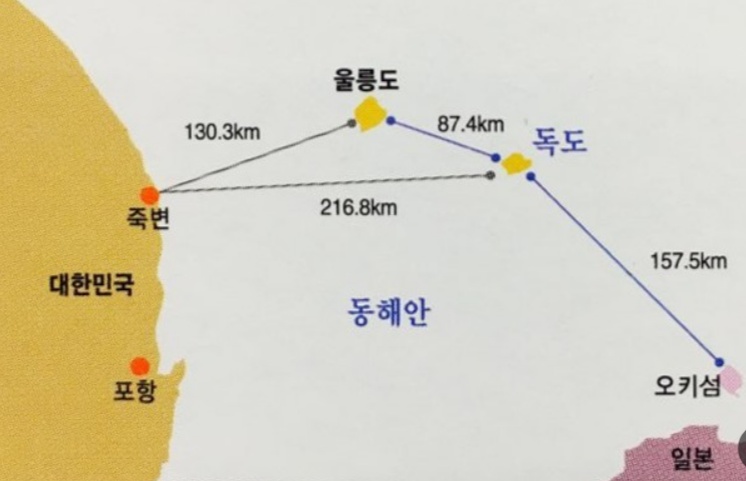 울릉도
130.3km
87.4km
독도
죽변
216.8km
157.5km
대한민국
동해안
포항
오키섬
일본